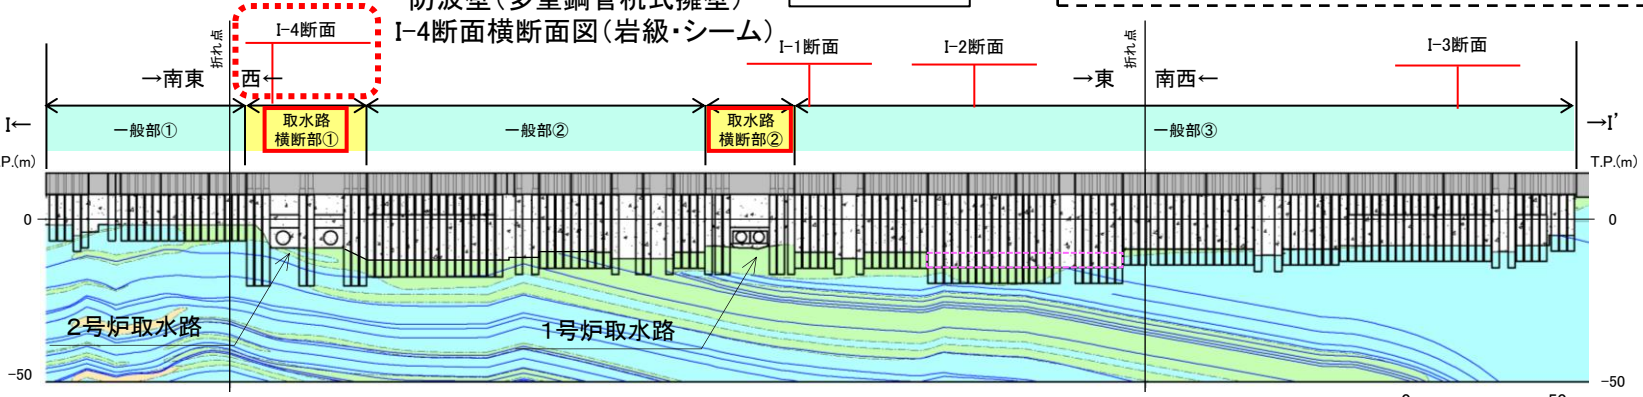 防波壁(多重鋼管杭式擁壁)
I-4断面横断面図(岩級・シーム)
I-4断面
I-1断面
I-2断面
I-3断面
折れ点
折れ点
→南東
西←
→東
南西←
I←
一般部①
取水路
横断部①
一般部②
取水路
横断部②
一般部③
→I'
T.P.(m)
0
0
2号炉取水路
1号炉取水路
-50
-50